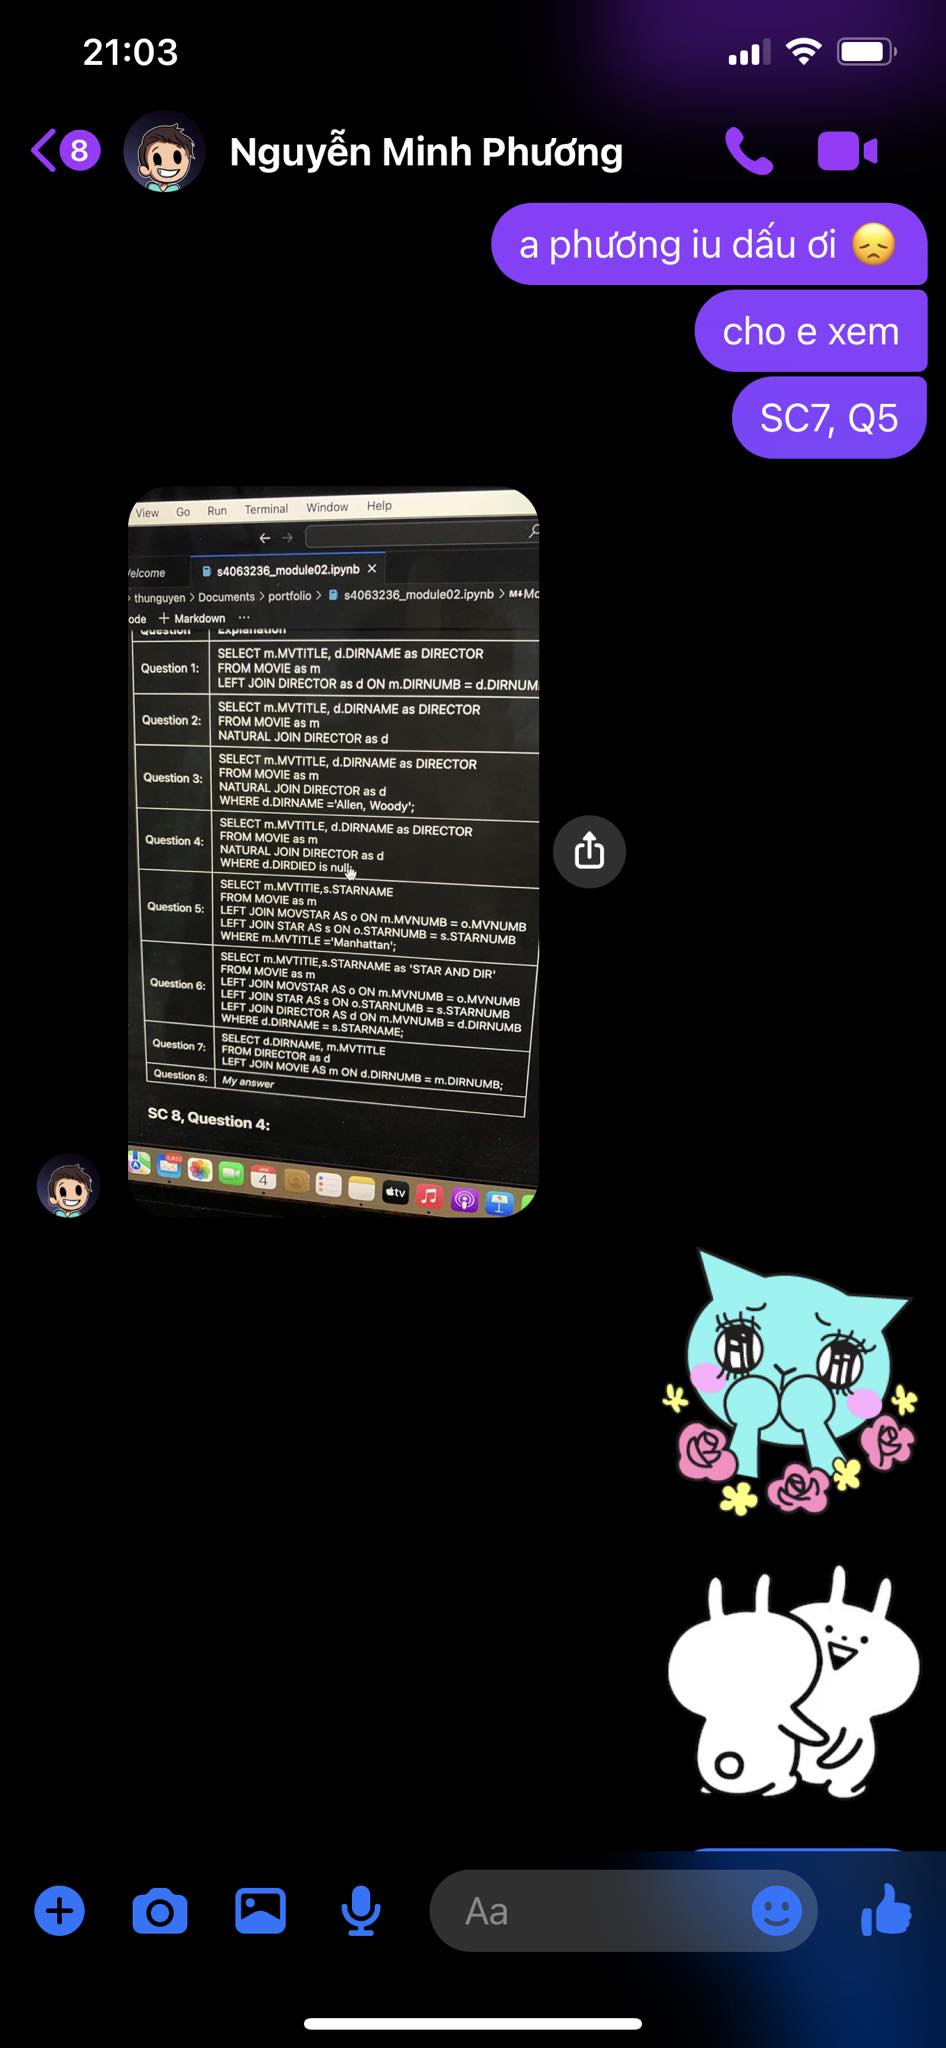 21:03
8
Nguyễn Minh Phương
a phương iu dấu ơi
cho e xem
SC7, Q5
View Go Run Terminal Window Help
elcome
s4063236_module02.ipynb
thunguyen > Documents > portfolio > s4063236_module02.ipynb > M↓
ode + Markdown ...
Question Explanation
Question 1:
SELECT m.MVTITLE, d.DIRNAME as DIRECTOR
FROM MOVIE as m
LEFT JOIN DIRECTOR as d ON m.DIRNUMB = d.DIRNUM
Question 2:
SELECT m.MVTITLE, d.DIRNAME as DIRECTOR
FROM MOVIE as m
NATURAL JOIN DIRECTOR as d
Question 3:
SELECT m.MVTITLE, d.DIRNAME as DIRECTOR
FROM MOVIE as m
NATURAL JOIN DIRECTOR as d
WHERE d.DIRNAME ='Allen, Woody';
Question 4:
SELECT m.MVTITLE, d.DIRNAME as DIRECTOR
FROM MOVIE as m
NATURAL JOIN DIRECTOR as d
WHERE d.DIRDIED is null;
Question 5:
SELECT m.MVTITIE,s.STARNAME
FROM MOVIE as m
LEFT JOIN MOVSTAR AS o ON m.MVNUMB = o.MVNUMB
LEFT JOIN STAR AS s ON o.STARNUMB = s.STARNUMB
WHERE m.MVTITLE ='Manhattan';
Question 6:
SELECT m.MVTITIE,s.STARNAME as 'STAR AND DIR'
FROM MOVIE as m
LEFT JOIN MOVSTAR AS o ON m.MVNUMB = o.MVNUMB
LEFT JOIN STAR AS s ON o.STARNUMB = s.STARNUMB
LEFT JOIN DIRECTOR AS d ON m.MVNUMB = d.DIRNUMB
WHERE d.DIRNAME = s.STARNAME;
Question 7:
SELECT d.DIRNAME, m.MVTITLE
FROM DIRECTOR as d
LEFT JOIN MOVIE AS m ON d.DIRNUMB = m.DIRNUMB;
Question 8:
My answer
SC 8, Question 4:
4
tv
Aa